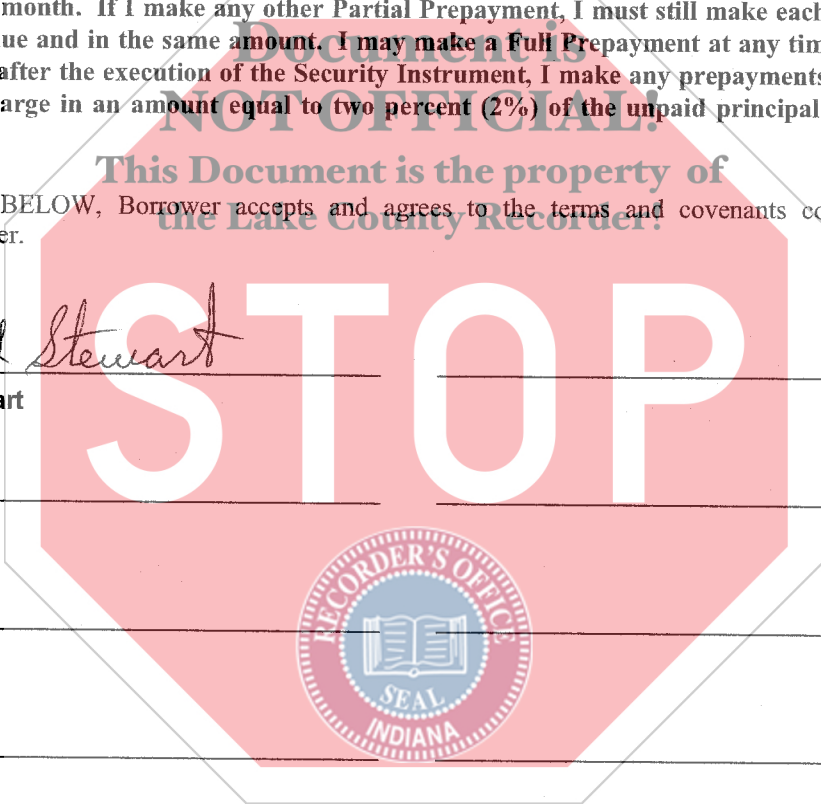 month. If I make any other Partial Prepayment, I must still make each
Document is
ue and in the same amount. I may make a Full Prepayment at any tim
after the execution of the Security Instrument, I make any prepayments
NOT OFFICIAL!
arge in an amount equal to two percent (2%) of the unpaid principal
This Document is the property of
the Lake County Recorder!
BELOW, Borrower accepts and agrees to the terms and covenants co
er.
STOP
Stewart
art
RECORDER'S OFFICE
SEAL
INDIANA